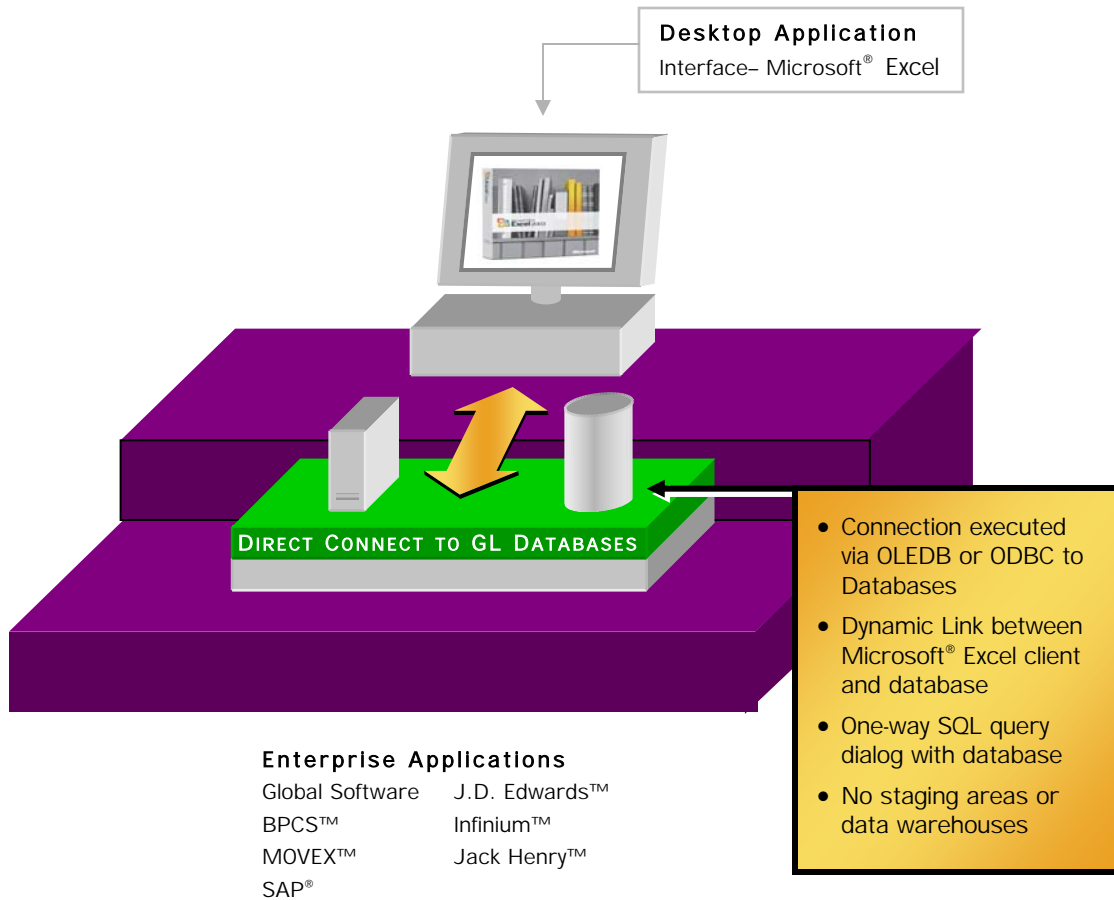 Desktop Application
Interface– Microsoft® Excel
Excel
DIRECT CONNECT TO GL DATABASES
• Connection executed
via OLEDB or ODBC to
Databases
• Dynamic Link between
Microsoft® Excel client
and database
• One-way SQL query
dialog with database
• No staging areas or
data warehouses
Enterprise Applications
Global Software J.D. Edwards™
BPCS™ Infinium™
MOVEX™ Jack Henry™
SAP®